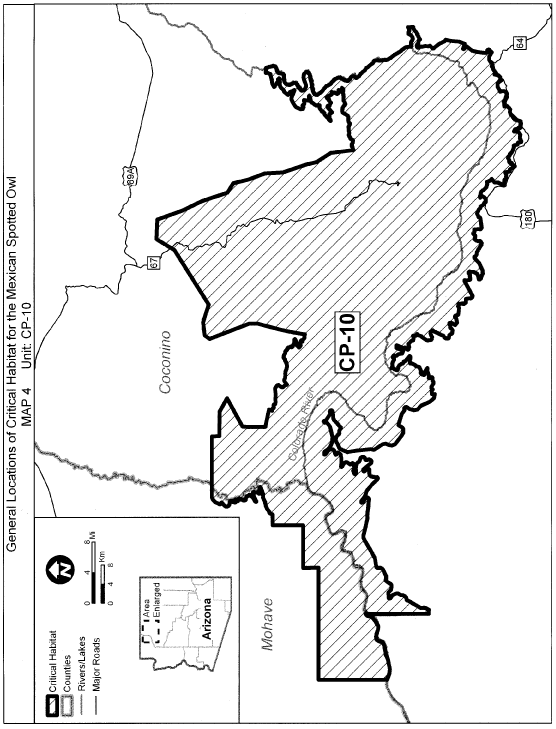 General Locations of Critical Habitat for the Mexican Spotted Owl
MAP 4 Unit: CP-10
Critical Habitat
Counties
Rivers/Lakes
Major Roads
N
0 4 8 Mi
0 4 8 Km
Area
Enlarged
Arizona
Coconino
Mohave
Colorado River
CP-10
89A
67
64
180